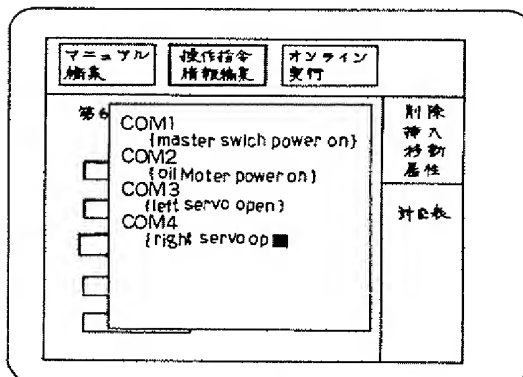 マニュアル
編集
操作指令
情報編集
オンライン
実行
第6
COM1
{master swich power on}
COM2
{oil Moter power on}
COM3
{left servo open}
COM4
{right servo op
削除
挿入
移動
属性
対応表